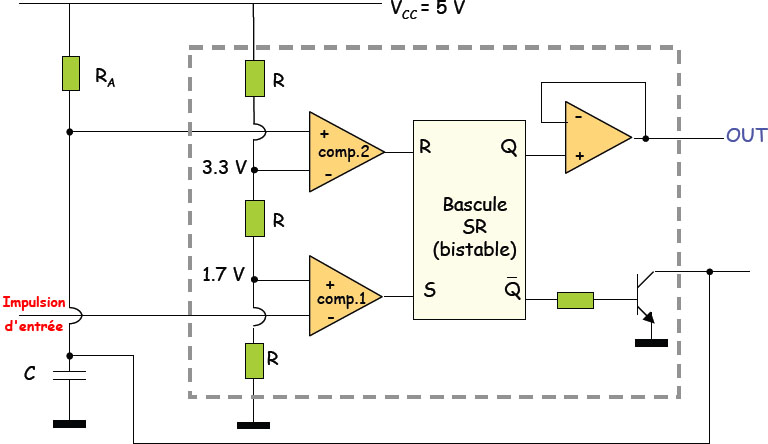 VCC = 5 V
RA
R
+
comp.2
-
3.3 V
R
1.7 V
+
comp.1
-
R
R
Q
Bascule
SR
(bistable)
S
Q̅
-
+
OUT
Impulsion
d'entrée
C